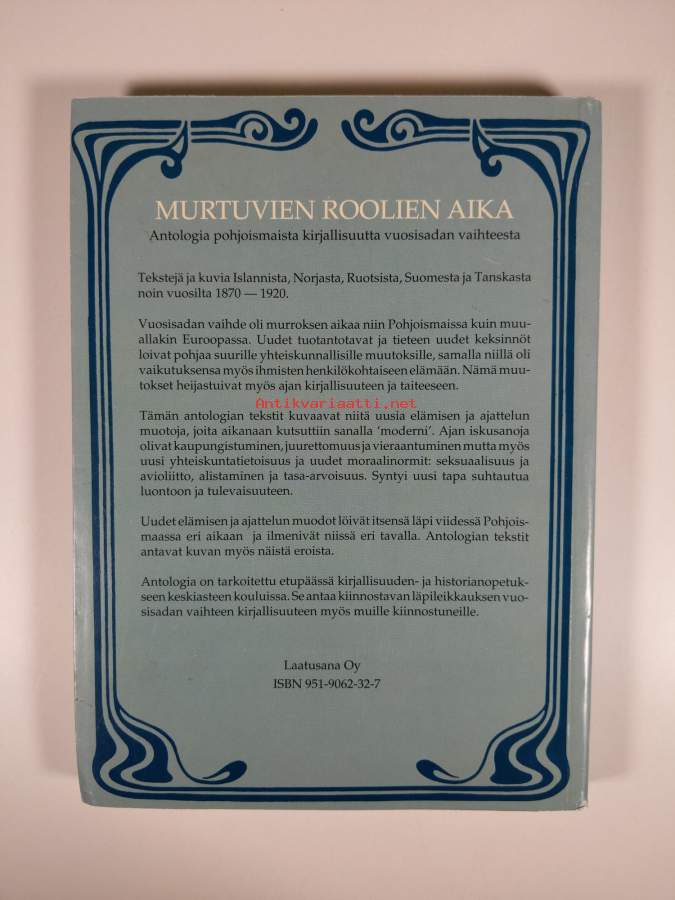 MURTUVIEN ROOLIEN AIKA
Antologia pohjoismaista kirjallisuutta vuosisadan vaihteesta
Tekstejä ja kuvia Islannista, Norjasta, Ruotsista, Suomesta ja Tanskasta
noin vuosilta 1870 — 1920.
Vuosisadan vaihde oli murroksen aikaa niin Pohjoismaissa kuin muu-
allakin Euroopassa. Uudet tuotantotavat ja tieteen uudet keksinnöt
loivat pohjaa suurille yhteiskunnallisille muutoksille, samalla niillä oli
vaikutuksensa myös ihmisten henkilökohtaiseen elämään. Nämä muu-
tokset heijastuivat myös ajan kirjallisuuteen ja taiteeseen.
Antikvariaatti.net
Tämän antologian tekstit kuvaavat niitä uusia elämisen ja ajattelun
muotoja, joita aikanaan kutsuttiin sanalla 'moderni'. Ajan iskusanoja
olivat kaupungistuminen, juurettomuus ja vieraantuminen mutta myös
uusi yhteiskuntatietoisuus ja uudet moraalinormit: seksuaalisuus ja
avioliitto, alistaminen ja tasa-arvoisuus. Syntyi uusi tapa suhtautua
luontoon ja tulevaisuuteen.
Uudet elämisen ja ajattelun muodot löivät itsensä läpi viidessä Pohjois-
maassa eri aikaan ja ilmenivät niissä eri tavalla. Antologian tekstit
antavat kuvan myös näistä eroista.
Antologia on tarkoitettu etupäässä kirjallisuuden- ja historianopetuk-
seen keskiasteen kouluissa. Se antaa kiinnostavan läpileikkauksen vuo-
sisadan vaihteen kirjallisuuteen myös muille kiinnostuneille.
Laatusana Oy
ISBN 951-9062-32-7